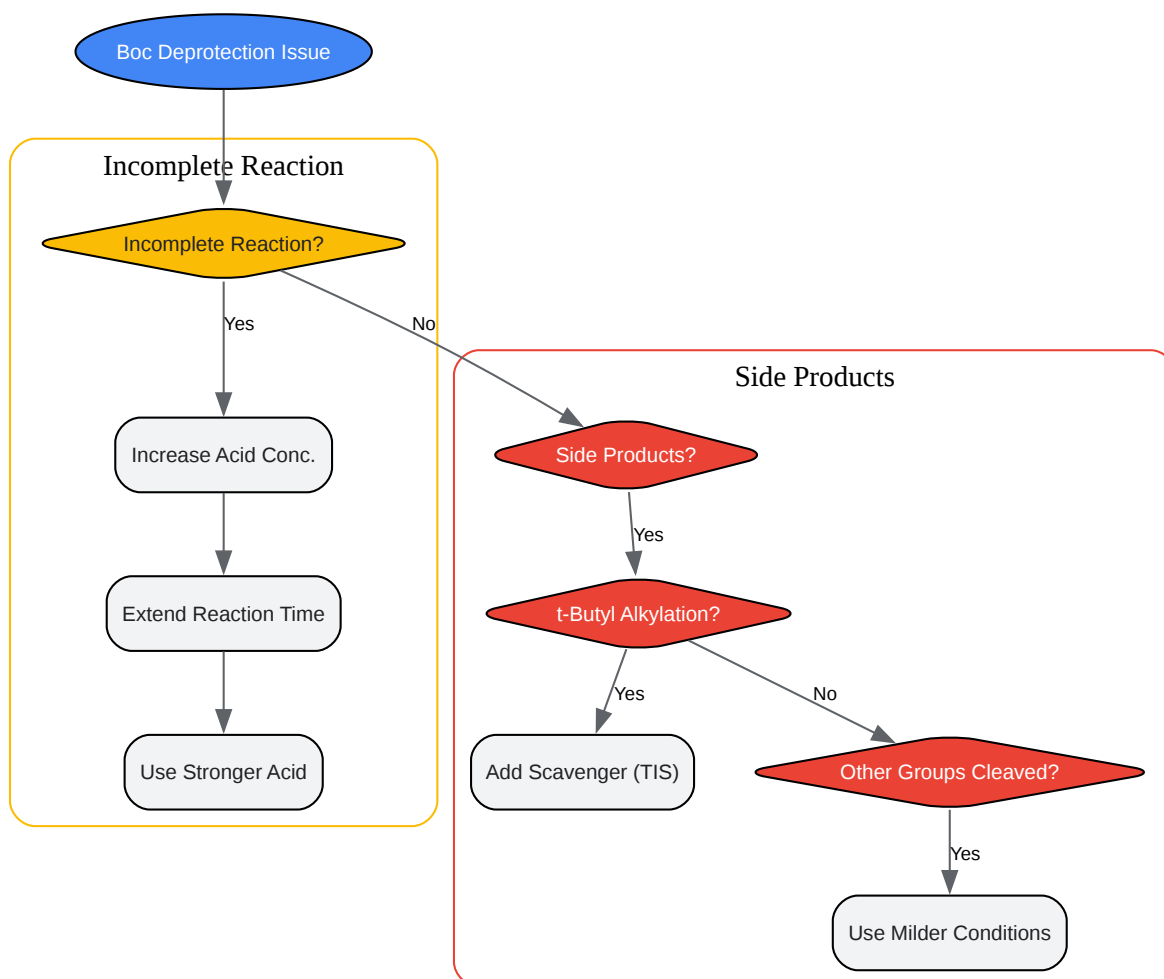 Boc Deprotection Issue
Incomplete Reaction
Incomplete Reaction?
Yes
No
Increase Acid Conc.
Extend Reaction Time
Use Stronger Acid
Side Products
Side Products?
Yes
t-Butyl Alkylation?
Yes
No
Add Scavenger (TIS)
Other Groups Cleaved?
Yes
Use Milder Conditions